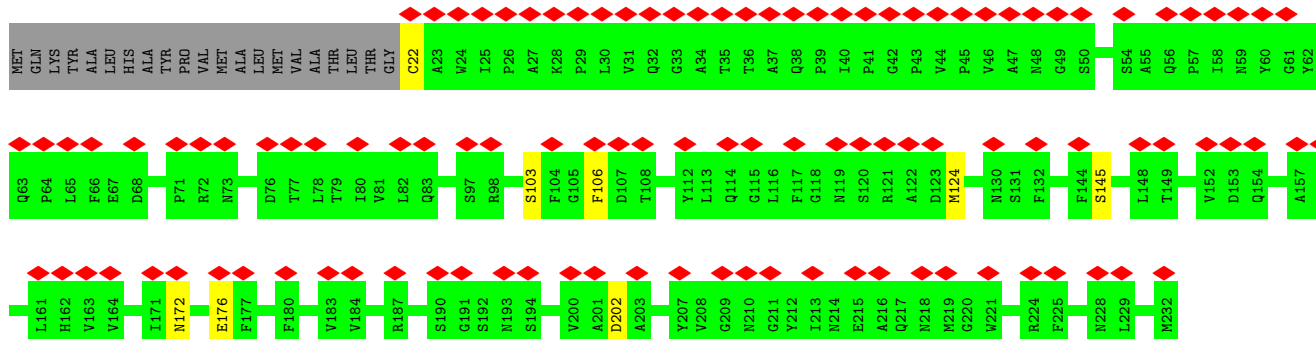 MET GLN LYS TYR ALA LEU HIS ALA TYR PRO VAL MET ALA LEU MET VAL ALA THR LEU THR GLY C22 A23 W24 I25 P26 A27 K28 P29 L30 V31 Q32 G33 A34 T35 T36 A37 Q38 P39 I40 P41 G42 P43 V44 P45 V46 A47 N48 G49 S50 S54 A55 Q56 P57 I58 N59 Y60 G61 Y62
Q63 P64 L65 F66 E67 D68 P71 R72 N73 D76 T77 L78 T79 I80 V81 L82 Q83 S97 R98 S103 F104 G105 F106 D107 T108 Y112 L113 Q114 G115 L116 F117 G118 N119 S120 R121 A122 D123 M124 N130 S131 F132 F144 S145 L148 T149 V152 D153 Q154 A157
L161 H162 V163 V164 I171 N172 E176 F177 F180 V183 V184 R187 S190 G191 S192 N193 S194 V200 A201 D202 A203 Y207 V208 G209 N210 G211 Y212 I213 N214 E215 A216 Q217 N218 M219 G220 W221 R224 F225 N228 L229 M232